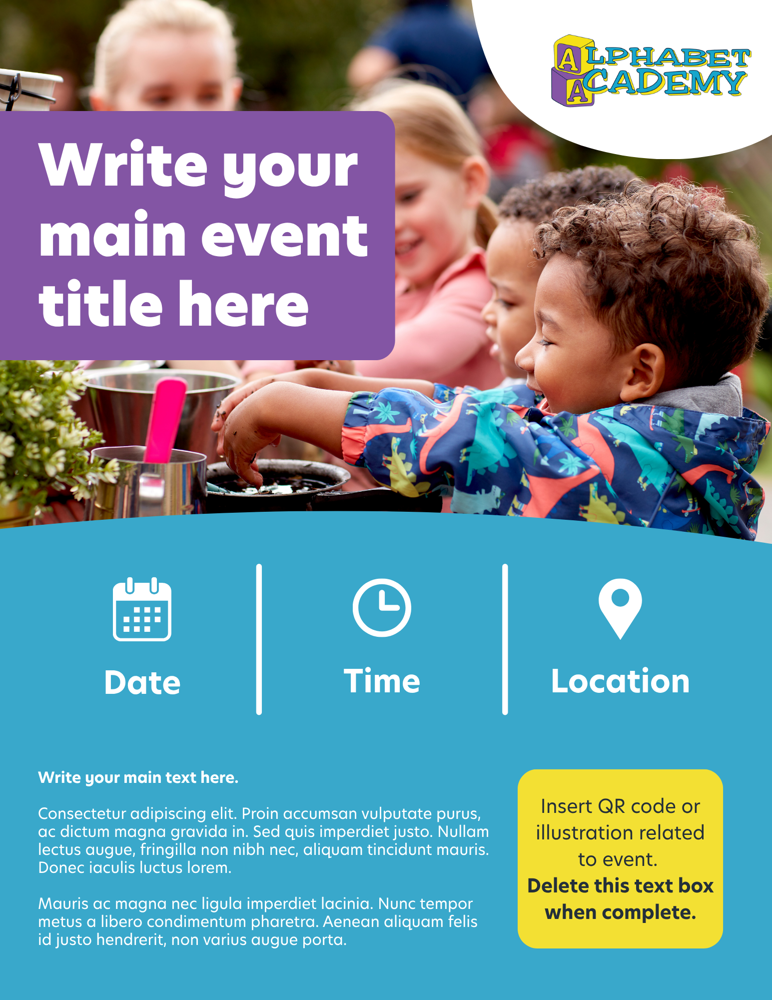 ALPHABET
ACADEMY
Write your
main event
title here
Date
Time
Location
Write your main text here.
Consectetur adipiscing elit. Proin accumsan vulputate purus,
ac dictum magna gravida in. Sed quis imperdiet justo. Nullam
lectus augue, fringilla non nibh nec, aliquam tincidunt mauris.
Donec iaculis luctus lorem.
Mauris ac magna nec ligula imperdiet lacinia. Nunc tempor
metus a libero condimentum pharetra. Aenean aliquam felis
id justo hendrerit, non varius augue porta.
Insert QR code or
illustration related
to event.
Delete this text box
when complete.